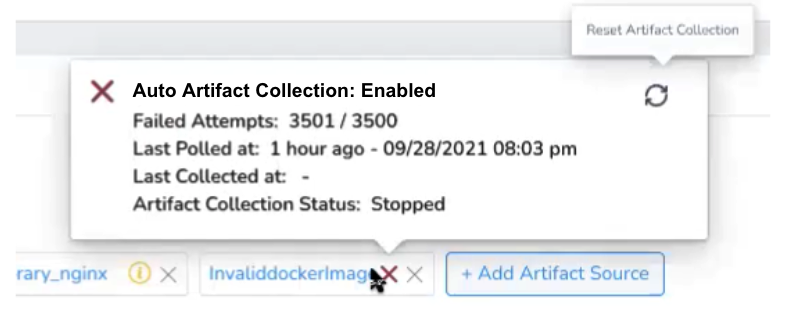 Reset Artifact Collection
Auto Artifact Collection: Enabled
Failed Attempts: 3501 / 3500
Last Polled at: 1 hour ago - 09/28/2021 08:03 pm
Last Collected at: -
Artifact Collection Status: Stopped
rary_nginx
InvaliddockerImag
+ Add Artifact Source